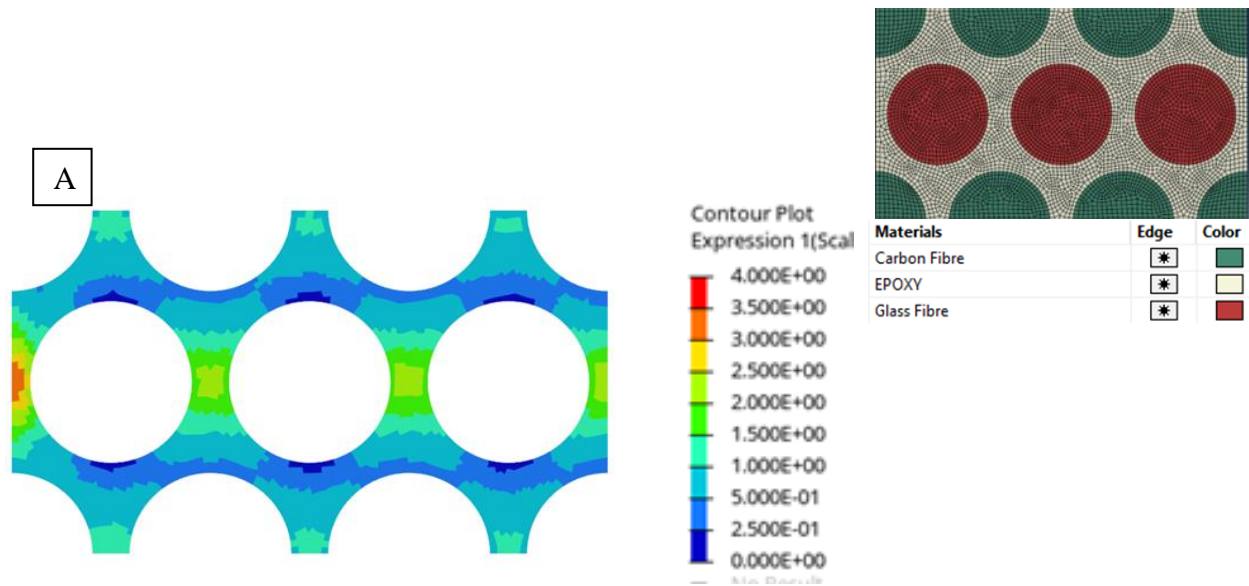 A
Contour Plot
Expression 1(Scal
4.000E+00
3.500E+00
3.000E+00
2.500E+00
2.000E+00
1.500E+00
1.000E+00
5.000E-01
2.500E-01
0.000E+00
No Result
Materials Edge Color
Carbon Fibre
EPOXY
Glass Fibre